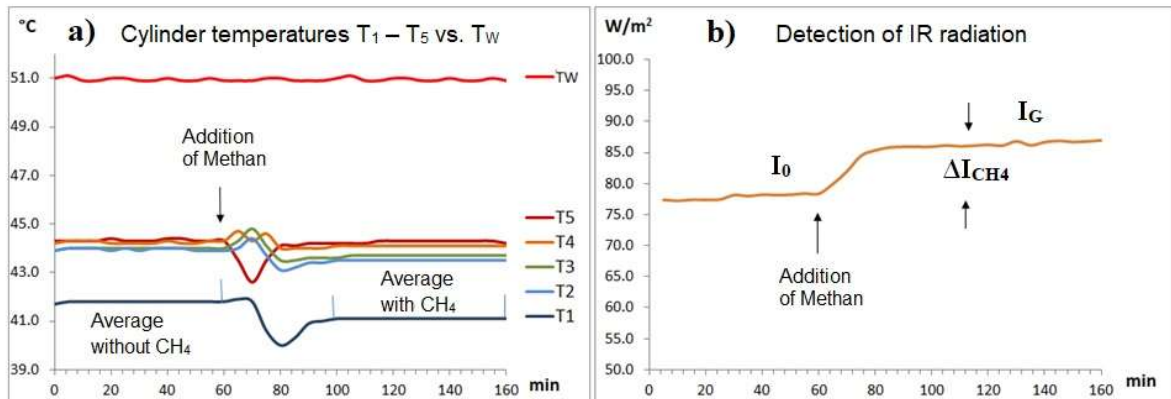 °C
a) Cylinder temperatures T₁ – T₅ vs. T_W
51.0
49.0
47.0
45.0
43.0
41.0
39.0
TW
Addition
of Methan
T5
T4
T3
T2
T1
Average
without CH₄
Average
with CH₄
0 20 40 60 80 100 120 140 160 min
W/m²
b) Detection of IR radiation
100.0
95.0
90.0
85.0
80.0
75.0
70.0
65.0
60.0
55.0
50.0
I₀
I_G
ΔI_CH4
Addition
of Methan
0 20 40 60 80 100 120 140 160 min